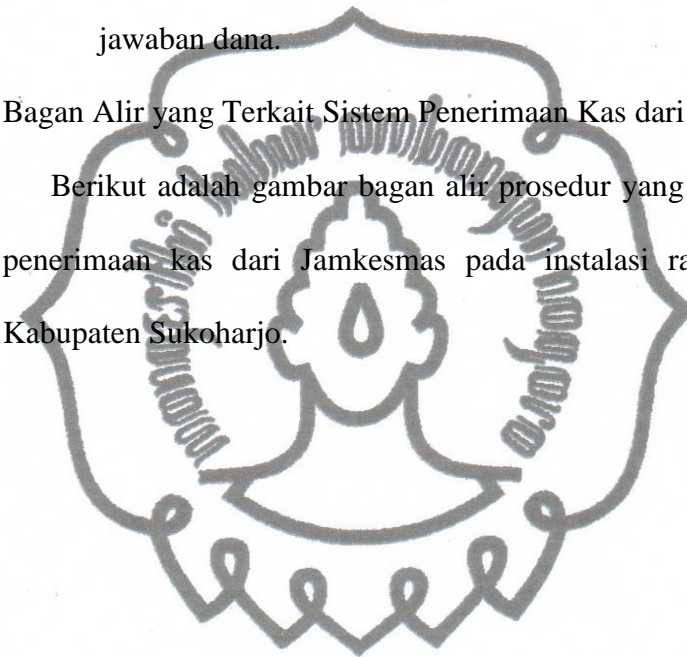 jawaban dana.
Bagan Alir yang Terkait Sistem Penerimaan Kas dari
Berikut adalah gambar bagan alir prosedur yang
penerimaan kas dari Jamkesmas pada instalasi ra
Kabupaten Sukoharjo.